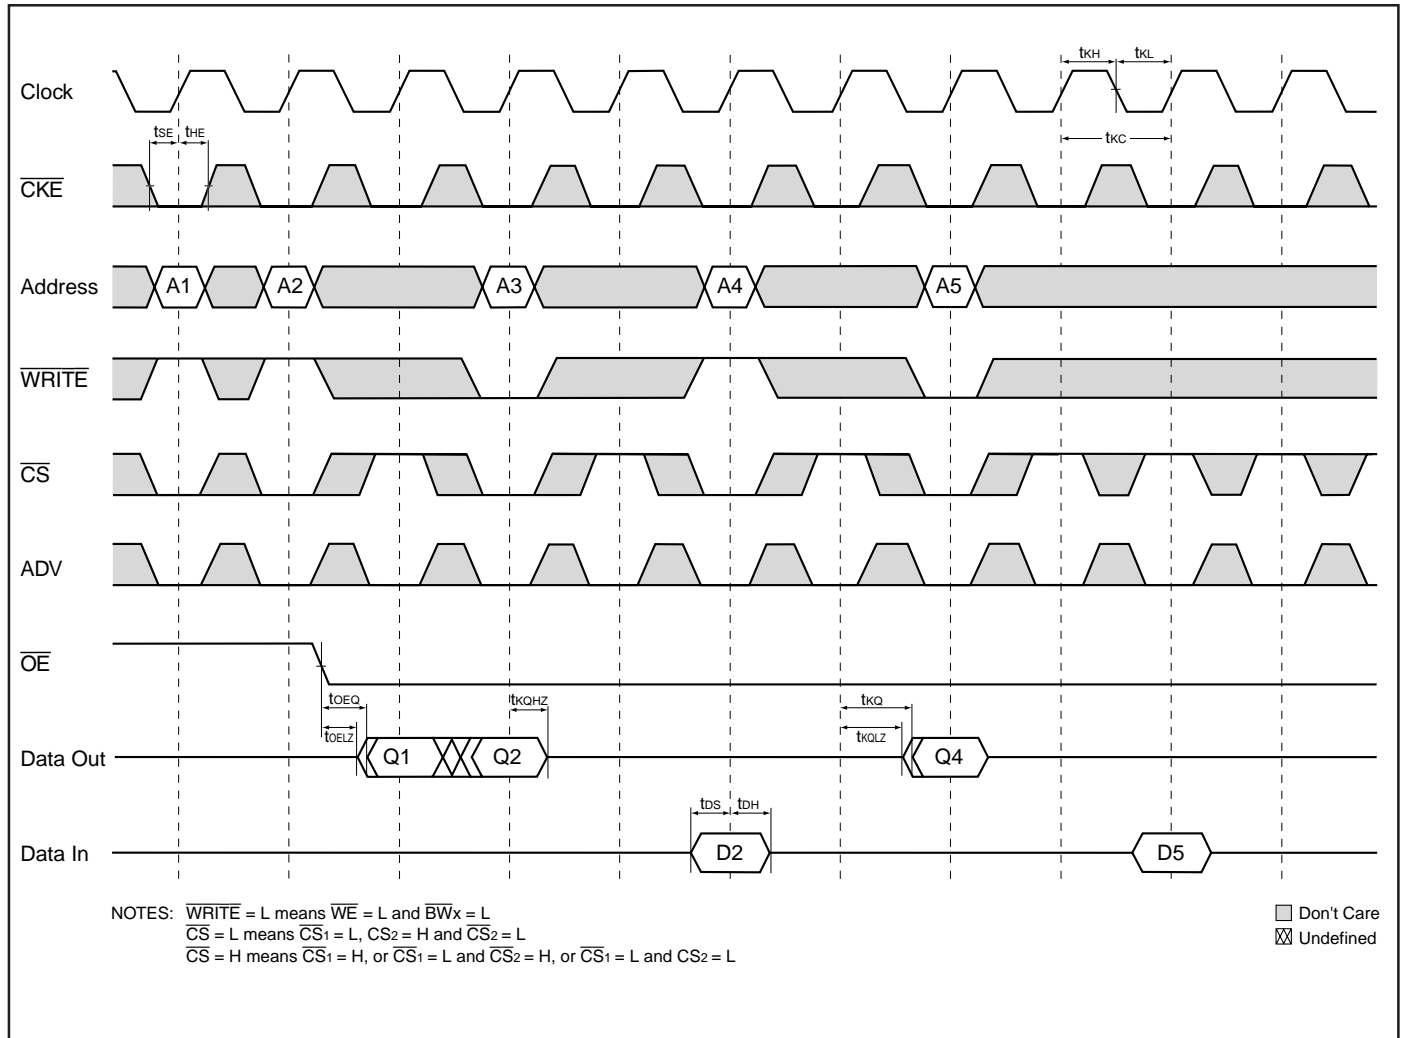 Clock
tKH tKL
tKC
tSE tHE
CKE
Address A1 A2 A3 A4 A5
WRITE
CS
ADV
OE
tOEQ tKQHZ tKQ
tOELZ tKQLZ
Data Out Q1 Q2 Q4
tDS tDH
Data In D2 D5
NOTES: WRITE = L means WE = L and BWx = L
CS = L means CS1 = L, CS2 = H and CS2 = L
CS = H means CS1 = H, or CS1 = L and CS2 = H, or CS1 = L and CS2 = L
Don't Care
Undefined